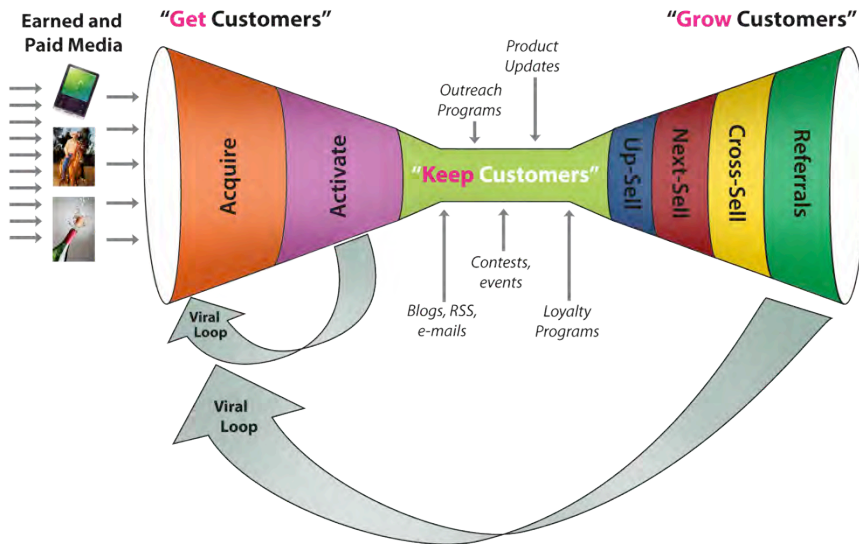 Earned and
Paid Media
"Get Customers"
"Grow Customers"
Product
Updates
Outreach
Programs
Acquire
Activate
"Keep Customers"
Up-Sell
Next-Sell
Cross-Sell
Referrals
Contests,
events
Blogs, RSS,
e-mails
Loyalty
Programs
Viral
Loop
Viral
Loop